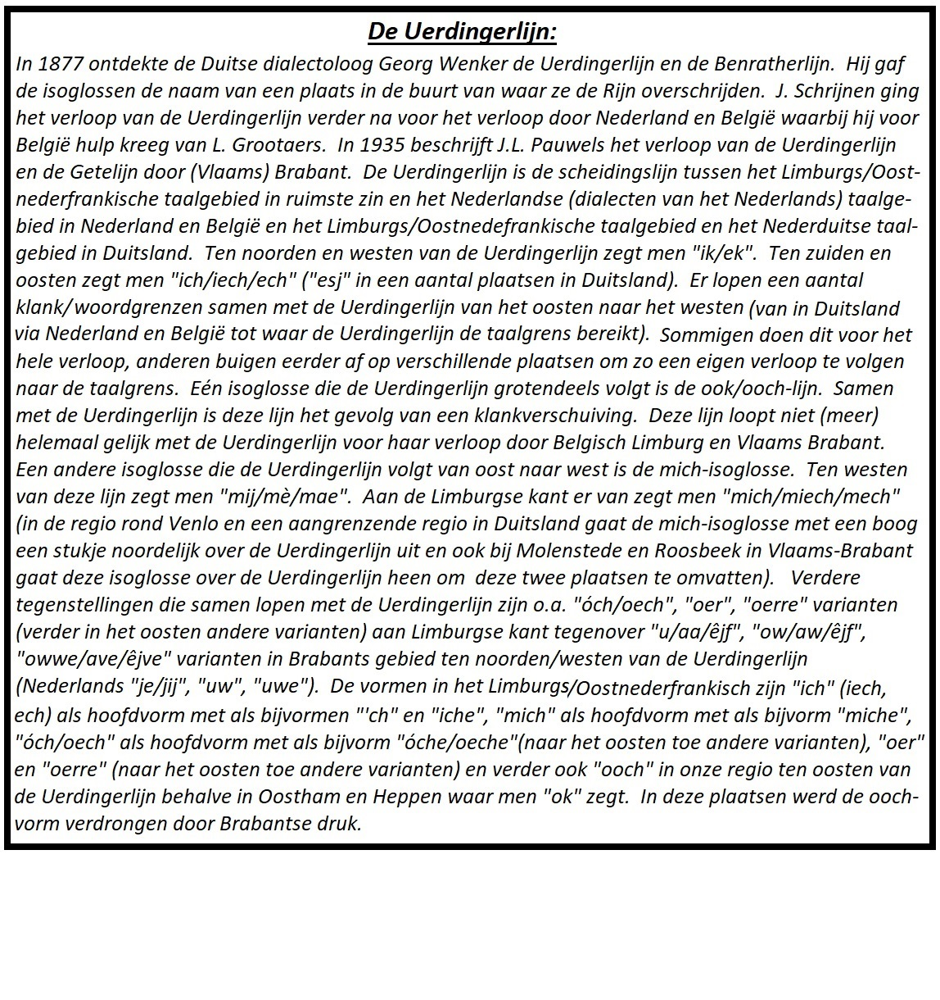 De Uerdingerlijn:
In 1877 ontdekte de Duitse dialectoloog Georg Wenker de Uerdingerlijn en de Benratherlijn.  Hij gaf
de isoglossen de naam van een plaats in de buurt van waar ze de Rijn overschrijden.  J. Schrijnen ging
het verloop van de Uerdingerlijn verder na voor het verloop door Nederland en België waarbij hij voor
België hulp kreeg van L. Grootaers.  In 1935 beschrijft J.L. Pauwels het verloop van de Uerdingerlijn
en de Getelijn door (Vlaams) Brabant.  De Uerdingerlijn is de scheidingslijn tussen het Limburgs/Oost-
nederfrankische taalgebied in ruimste zin en het Nederlandse (dialecten van het Nederlands) taalge-
bied in Nederland en België en het Limburgs/Oostnedefrankische taalgebied en het Nederduitse taal-
gebied in Duitsland.  Ten noorden en westen van de Uerdingerlijn zegt men "ik/ek".  Ten zuiden en
oosten zegt men "ich/iech/ech" ("esj" in een aantal plaatsen in Duitsland).  Er lopen een aantal
klank/woordgrenzen samen met de Uerdingerlijn van het oosten naar het westen (van in Duitsland
via Nederland en België tot waar de Uerdingerlijn de taalgrens bereikt).  Sommigen doen dit voor het
hele verloop, anderen buigen eerder af op verschillende plaatsen om zo een eigen verloop te volgen
naar de taalgrens.  Eén isoglosse die de Uerdingerlijn grotendeels volgt is de ook/ooch-lijn.  Samen
met de Uerdingerlijn is deze lijn het gevolg van een klankverschuiving.  Deze lijn loopt niet (meer)
helemaal gelijk met de Uerdingerlijn voor haar verloop door Belgisch Limburg en Vlaams Brabant.
Een andere isoglosse die de Uerdingerlijn volgt van oost naar west is de mich-isoglosse.  Ten westen
van deze lijn zegt men "mij/mè/mae".  Aan de Limburgse kant er van zegt men "mich/miech/mech"
(in de regio rond Venlo en een aangrenzende regio in Duitsland gaat de mich-isoglosse met een boog
een stukje noordelijk over de Uerdingerlijn uit en ook bij Molenstede en Roosbeek in Vlaams-Brabant
gaat deze isoglosse over de Uerdingerlijn heen om  deze twee plaatsen te omvatten).   Verdere
tegenstellingen die samen lopen met de Uerdingerlijn zijn o.a. "óch/oech", "oer", "oerre" varianten
(verder in het oosten andere varianten) aan Limburgse kant tegenover "u/aa/êjf", "ow/aw/êjf",
"owwe/ave/êjve" varianten in Brabants gebied ten noorden/westen van de Uerdingerlijn
(Nederlands "je/jij", "uw", "uwe").  De vormen in het Limburgs/Oostnederfrankisch zijn "ich" (iech,
ech) als hoofdvorm met als bijvormen "'ch" en "iche", "mich" als hoofdvorm met als bijvorm "miche",
"óch/oech" als hoofdvorm met als bijvorm "óche/oeche"(naar het oosten toe andere varianten), "oer"
en "oerre" (naar het oosten toe andere varianten) en verder ook "ooch" in onze regio ten oosten van
de Uerdingerlijn behalve in Oostham en Heppen waar men "ok" zegt.  In deze plaatsen werd de ooch-
vorm verdrongen door Brabantse druk.